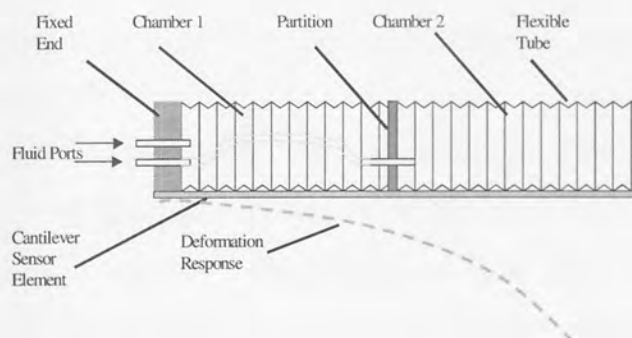 Fixed
End
Chamber 1
Partition
Chamber 2
Flexible
Tube
Fluid Ports
Cantilever
Sensor
Element
Deformation
Response